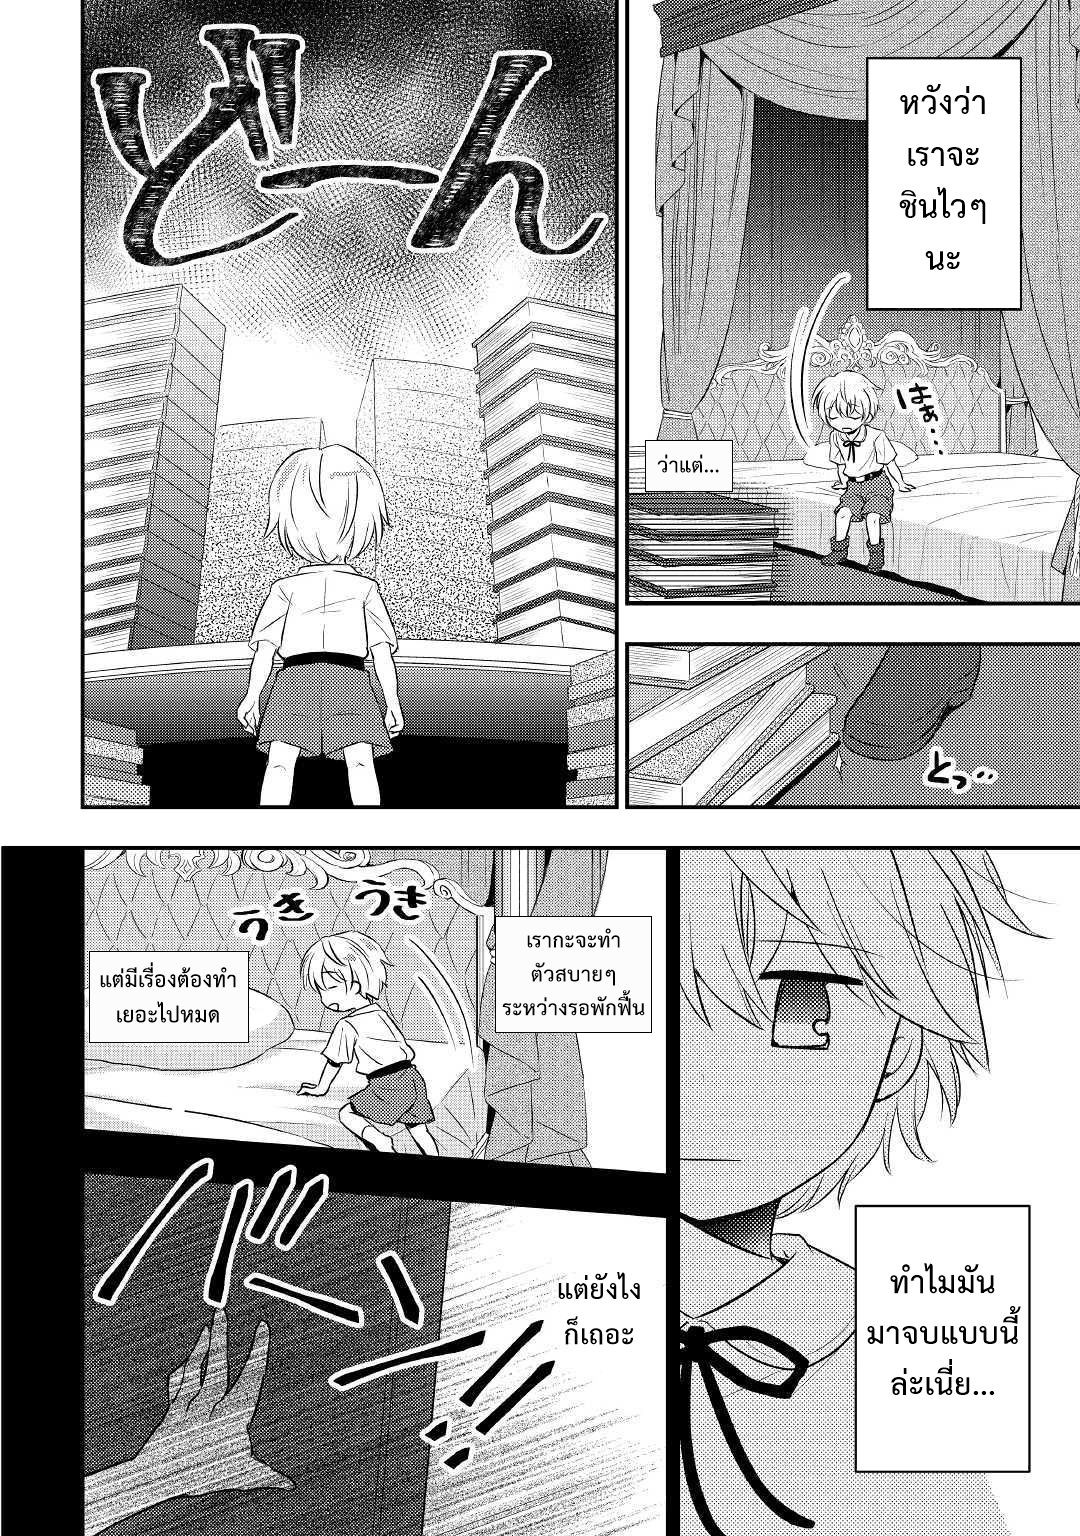 หวังว่า
เราจะ
ชินไวๆ
นะ
はぁ…
ว่าแต่...
とっ…
どーん
ทำไมมัน
มาจบแบบนี้
ล่ะเนี่ย...
เรากะจะทำ
ตัวสบายๆ
ระหว่างรอพักฟื้น
うき
うき
แต่มีเรื่องต้องทำ
เยอะไปหมด
แต่ยังไง
ก็เถอะ
バーン!!